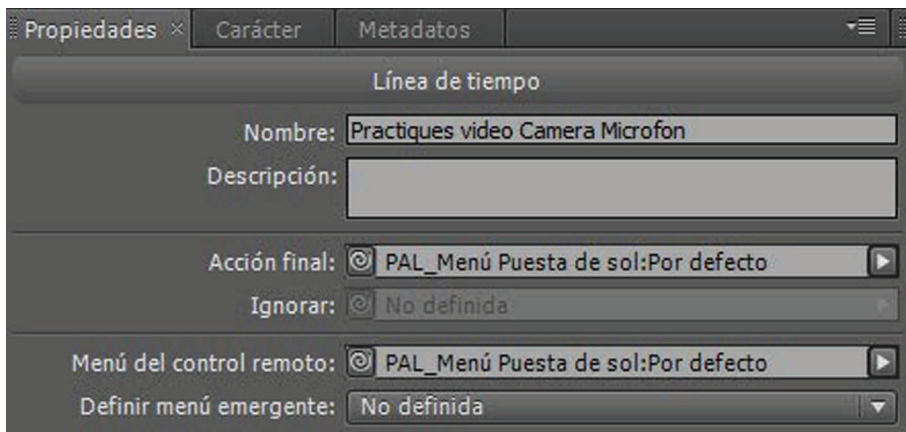 Propiedades Carácter Metadatos
Línea de tiempo
Nombre: Practiques video Camera Microfon
Descripción:
Acción final: PAL_Menú Puesta de sol:Por defecto
Ignorar: No definida
Menú del control remoto: PAL_Menú Puesta de sol:Por defecto
Definir menú emergente: No definida